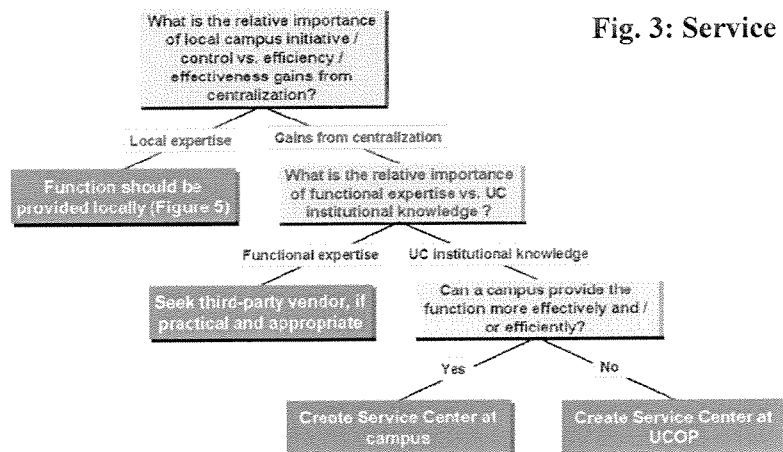 Fig. 3: Service
What is the relative importance
of local campus initiative /
control vs. efficiency /
effectiveness gains from
centralization?
Local expertise
Gains from centralization
Function should be
provided locally (Figure 5)
What is the relative importance
of functional expertise vs. UC
institutional knowledge ?
Functional expertise
UC institutional knowledge
Seek third-party vendor, if
practical and appropriate
Can a campus provide the
function more effectively and /
or efficiently?
Yes
No
Create Service Center at
campus
Create Service Center at
UCOP